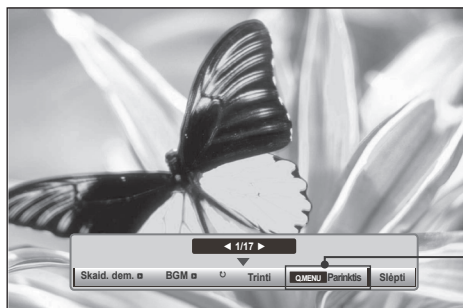 ◀ 1/17 ▶
Skaid. dem. BGM Trinti Q.MENU Parinktis Slėpti